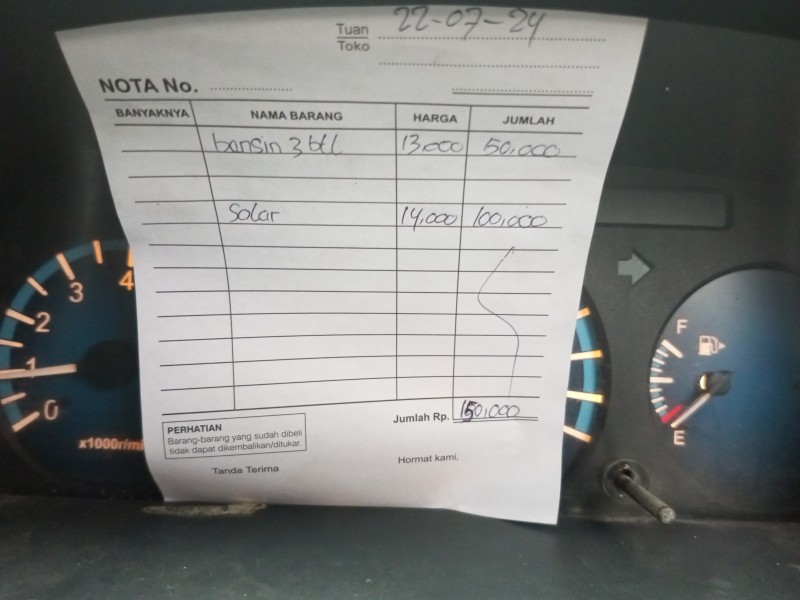 22-07-24
Tuan
Toko
NOTA No.
BANYAKNYA NAMA BARANG HARGA JUMLAH
bansin 3 btl 13,000 50,000
Solar 14,000 100,000
Jumlah Rp. 150,000
PERHATIAN
Barang-barang yang sudah dibeli
tidak dapat dikembalikan/ditukar.
Tanda Terima Hormat kami,
4
3
2
1
0
x1000r/mi
F
E